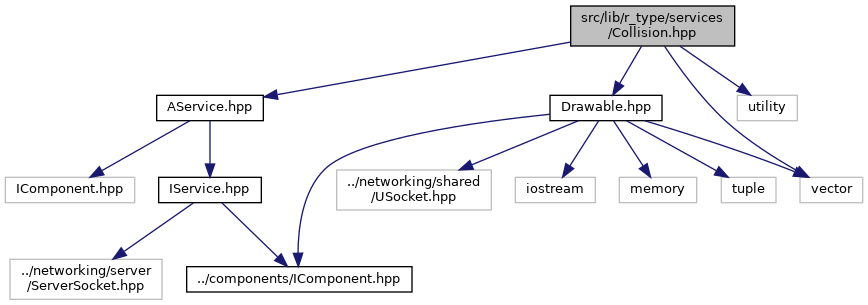 src/lib/r_type/services
/Collision.hpp
AService.hpp
Drawable.hpp
utility
IComponent.hpp
IService.hpp
../networking/shared
/USocket.hpp
iostream
memory
tuple
vector
../networking/server
/ServerSocket.hpp
../components/IComponent.hpp